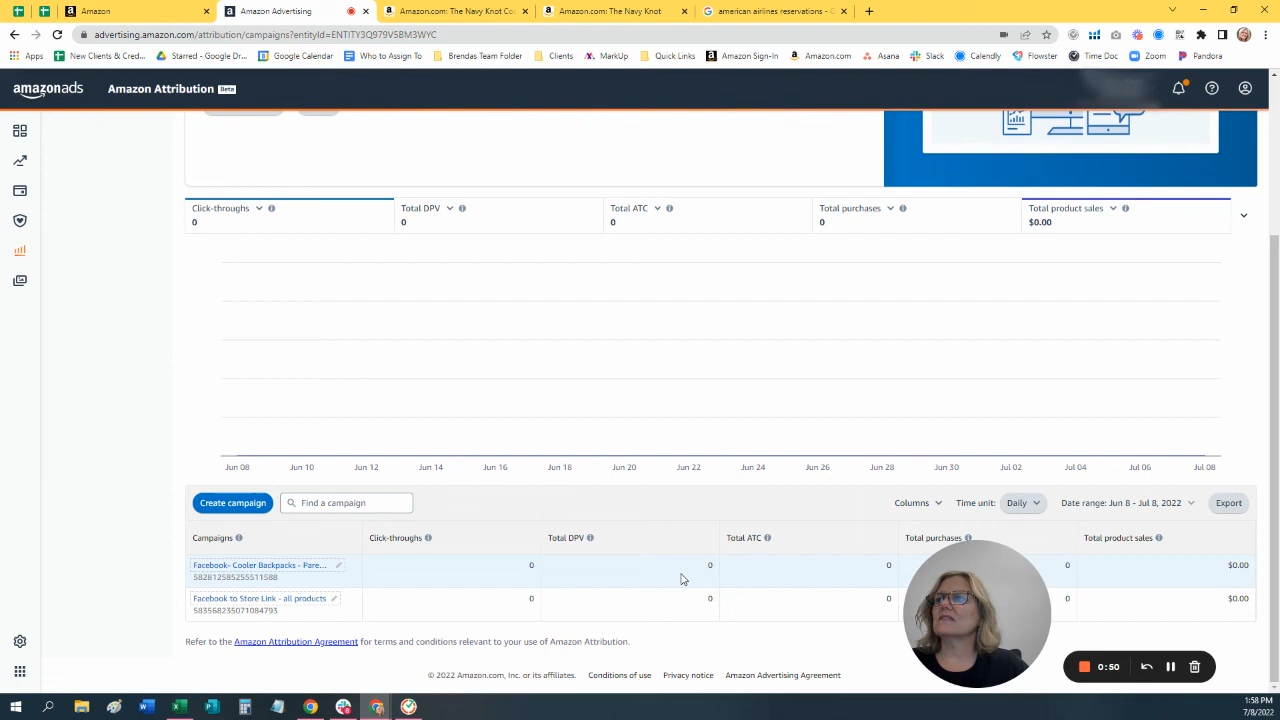 Amazon
Amazon Advertising
Amazon.com: The Navy Knot Co
Amazon.com: The Navy Knot
american airlines reservations - G
advertising.amazon.com/attribution/campaigns?entityId=ENTITY3Q979V5BM3WYC
Apps
New Clients & Cred...
Starred - Google Dr...
Google Calendar
Who to Assign To
Brendas Team Folder
Clients
MarkUp
Quick Links
Amazon Sign-In
Amazon.com
Asana
Slack
Calendly
Flowster
Time Doc
Zoom
Pandora
amazonads
Amazon Attribution Beta
Click-throughs
0
Total DPV
0
Total ATC
0
Total purchases
0
Total product sales
$0.00
Jun 08 Jun 10 Jun 12 Jun 14 Jun 16 Jun 18 Jun 20 Jun 22 Jun 24 Jun 26 Jun 28 Jun 30 Jul 02 Jul 04 Jul 06 Jul 08
Create campaign
Find a campaign
Columns
Time unit: Daily
Date range: Jun 8 - Jul 8, 2022
Export
Campaigns Click-throughs Total DPV Total ATC Total purchases Total product sales
Facebook- Cooler Backpacks - Pare... 0 0 0 0 $0.00
582812585255511588
Facebook to Store Link - all products 0 0 0 0 $0.00
583568235071084793
Refer to the Amazon Attribution Agreement for terms and conditions relevant to your use of Amazon Attribution.
© 2022 Amazon.com, Inc. or its affiliates. Conditions of use Privacy notice Amazon Advertising Agreement
0:50
1:58 PM
7/8/2022